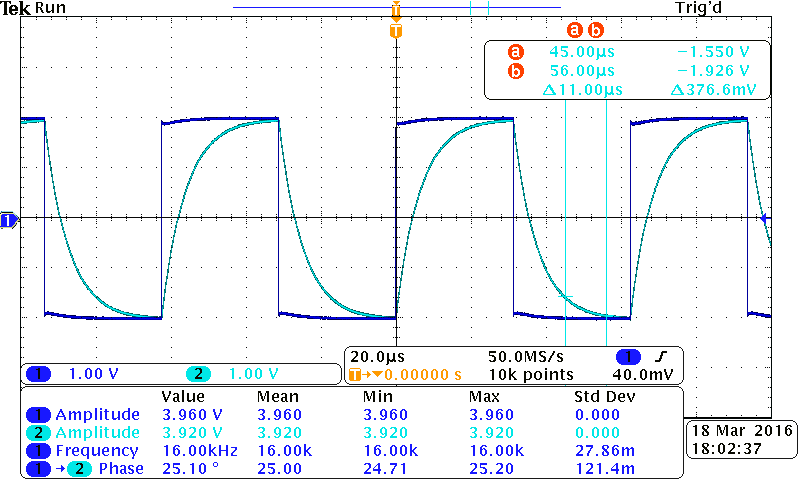 Tek Run Trig'd
T
T
a b
a 45.00µs −1.550 V
b 56.00µs −1.926 V
Δ11.00µs Δ376.6mV
1
1 1.00 V 2 1.00 V
20.0µs 50.0MS/s 1
T→▼0.00000 s 10k points 40.0mV
Value Mean Min Max Std Dev
1 Amplitude 3.960 V 3.960 3.960 3.960 0.000
2 Amplitude 3.920 V 3.920 3.920 3.920 0.000
1 Frequency 16.00kHz 16.00k 16.00k 16.00k 27.86m
1 →2 Phase 25.10 ° 25.00 24.71 25.20 121.4m
18 Mar 2016
18:02:37